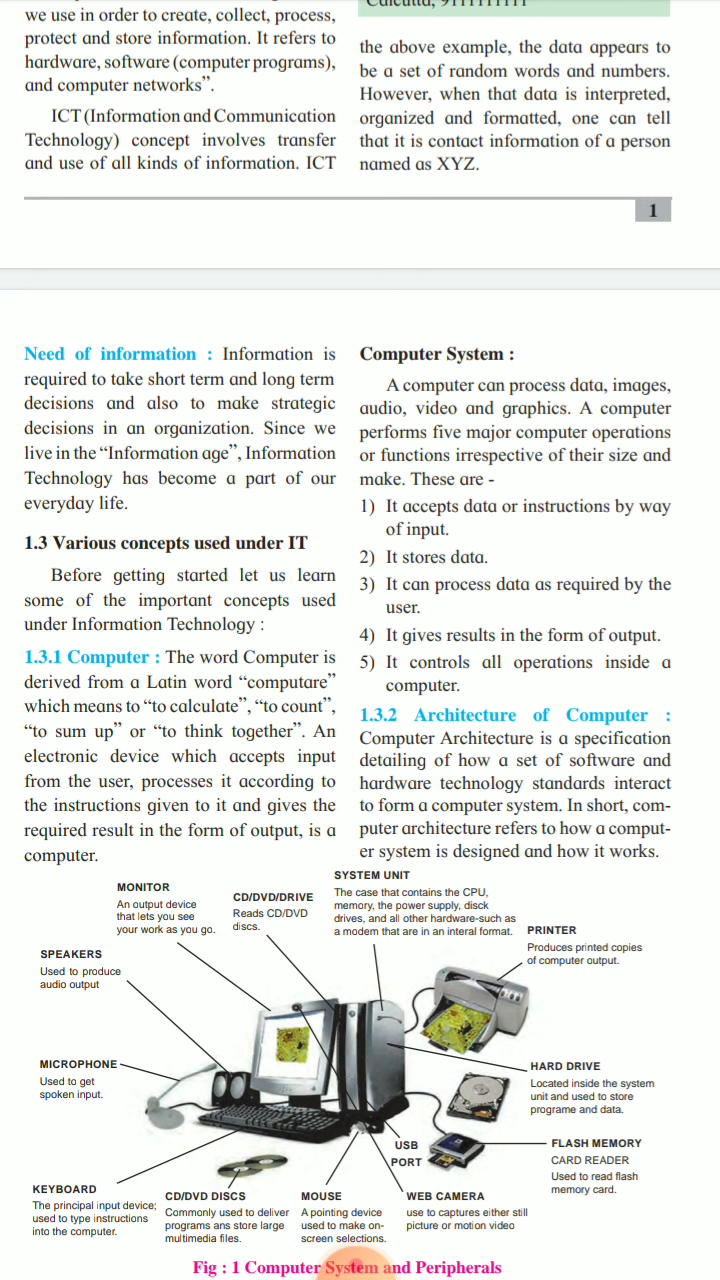 we use in order to create, collect, process,
protect and store information. It refers to
hardware, software (computer programs),
and computer networks”.
ICT (Information and Communication
Technology) concept involves transfer
and use of all kinds of information. ICT
Calcutta, 9111111111
the above example, the data appears to
be a set of random words and numbers.
However, when that data is interpreted,
organized and formatted, one can tell
that it is contact information of a person
named as XYZ.
1
Need of information : Information is
required to take short term and long term
decisions and also to make strategic
decisions in an organization. Since we
live in the “Information age”, Information
Technology has become a part of our
everyday life.
1.3 Various concepts used under IT
Before getting started let us learn
some of the important concepts used
under Information Technology :
1.3.1 Computer : The word Computer is
derived from a Latin word “computare”
which means to “to calculate”, “to count”,
“to sum up” or “to think together”. An
electronic device which accepts input
from the user, processes it according to
the instructions given to it and gives the
required result in the form of output, is a
computer.
Computer System :
A computer can process data, images,
audio, video and graphics. A computer
performs five major computer operations
or functions irrespective of their size and
make. These are -
1) It accepts data or instructions by way
of input.
2) It stores data.
3) It can process data as required by the
user.
4) It gives results in the form of output.
5) It controls all operations inside a
computer.
1.3.2 Architecture of Computer :
Computer Architecture is a specification
detailing of how a set of software and
hardware technology standards interact
to form a computer system. In short, com-
puter architecture refers to how a comput-
er system is designed and how it works.
MONITOR
An output device
that lets you see
your work as you go.
CD/DVD/DRIVE
Reads CD/DVD
discs.
SYSTEM UNIT
The case that contains the CPU,
memory, the power supply, disck
drives, and all other hardware-such as
a modem that are in an interal format.
PRINTER
Produces printed copies
of computer output.
SPEAKERS
Used to produce
audio output
MICROPHONE
Used to get
spoken input.
HARD DRIVE
Located inside the system
unit and used to store
programe and data.
USB
PORT
FLASH MEMORY
CARD READER
Used to read flash
memory card.
KEYBOARD
The principal input device;
used to type instructions
into the computer.
CD/DVD DISCS
Commonly used to deliver
programs ans store large
multimedia files.
MOUSE
A pointing device
used to make on-
screen selections.
WEB CAMERA
use to captures either still
picture or motion video
Fig : 1 Computer System and Peripherals